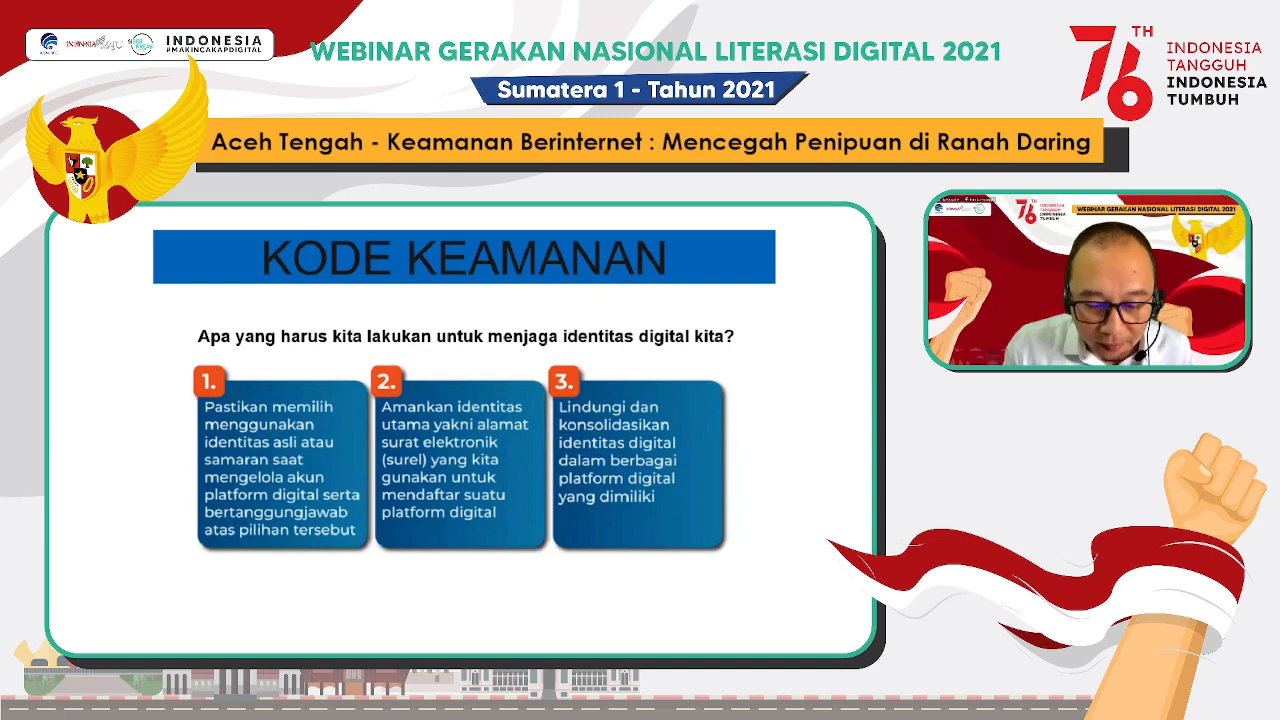 INDONESIA
#MAKINCAKAPDIGITAL
WEBINAR GERAKAN NASIONAL LITERASI DIGITAL 2021
Sumatera 1 - Tahun 2021
76TH
INDONESIA
TANGGUH
INDONESIA
TUMBUH
Aceh Tengah - Keamanan Berinternet : Mencegah Penipuan di Ranah Daring
KODE KEAMANAN
Apa yang harus kita lakukan untuk menjaga identitas digital kita?
1.
Pastikan memilih
menggunakan
identitas asli atau
samaran saat
mengelola akun
platform digital serta
bertanggungjawab
atas pilihan tersebut
2.
Amankan identitas
utama yakni alamat
surat elektronik
(surel) yang kita
gunakan untuk
mendaftar suatu
platform digital
3.
Lindungi dan
konsolidasikan
identitas digital
dalam berbagai
platform digital
yang dimiliki
76TH
WEBINAR GERAKAN NASIONAL LITERASI DIGITAL 2021